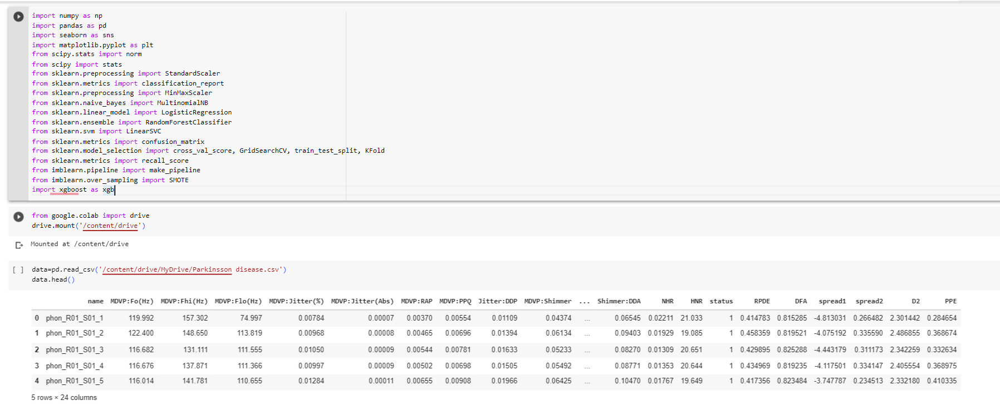 import numpy as np
import pandas as pd
import seaborn as sns
import matplotlib.pyplot as plt
from scipy.stats import norm
from scipy import stats
from sklearn.preprocessing import StandardScaler
from sklearn.metrics import classification_report
from sklearn.preprocessing import MinMaxScaler
from sklearn.naive_bayes import MultinomialNB
from sklearn.linear_model import LogisticRegression
from sklearn.ensemble import RandomForestClassifier
from sklearn.svm import LinearSVC
from sklearn.metrics import confusion_matrix
from sklearn.model_selection import cross_val_score, GridSearchCV, train_test_split, KFold
from sklearn.metrics import recall_score
from imblearn.pipeline import make_pipeline
from imblearn.over_sampling import SMOTE
import xgboost as xgb
from google.colab import drive
drive.mount('/content/drive')
Mounted at /content/drive
[ ] data=pd.read_csv('/content/drive/MyDrive/Parkinsson disease.csv')
data.head()
name MDVP:Fo(Hz) MDVP:Fhi(Hz) MDVP:Flo(Hz) MDVP:Jitter(%) MDVP:Jitter(Abs) MDVP:RAP MDVP:PPQ Jitter:DDP MDVP:Shimmer ... Shimmer:DDA NHR HNR status RPDE DFA spread1 spread2 D2 PPE
0 phon_R01_S01_1 119.992 157.302 74.997 0.00784 0.00007 0.00370 0.00554 0.01109 0.04374 ... 0.06545 0.02211 21.033 1 0.414783 0.815285 -4.813031 0.266482 2.301442 0.284654
1 phon_R01_S01_2 122.400 148.650 113.819 0.00968 0.00008 0.00465 0.00696 0.01394 0.06134 ... 0.09403 0.01929 19.085 1 0.458359 0.819521 -4.075192 0.335590 2.486855 0.368674
2 phon_R01_S01_3 116.682 131.111 111.555 0.01050 0.00009 0.00544 0.00781 0.01633 0.05233 ... 0.08270 0.01309 20.651 1 0.429895 0.825288 -4.443179 0.311173 2.342259 0.332634
3 phon_R01_S01_4 116.676 137.871 111.366 0.00997 0.00009 0.00502 0.00698 0.01505 0.05492 ... 0.08771 0.01353 20.644 1 0.434969 0.819235 -4.117501 0.334147 2.405554 0.368975
4 phon_R01_S01_5 116.014 141.781 110.655 0.01284 0.00011 0.00655 0.00908 0.01966 0.06425 ... 0.10470 0.01767 19.649 1 0.417356 0.823484 -3.747787 0.234513 2.332180 0.410335
5 rows × 24 columns